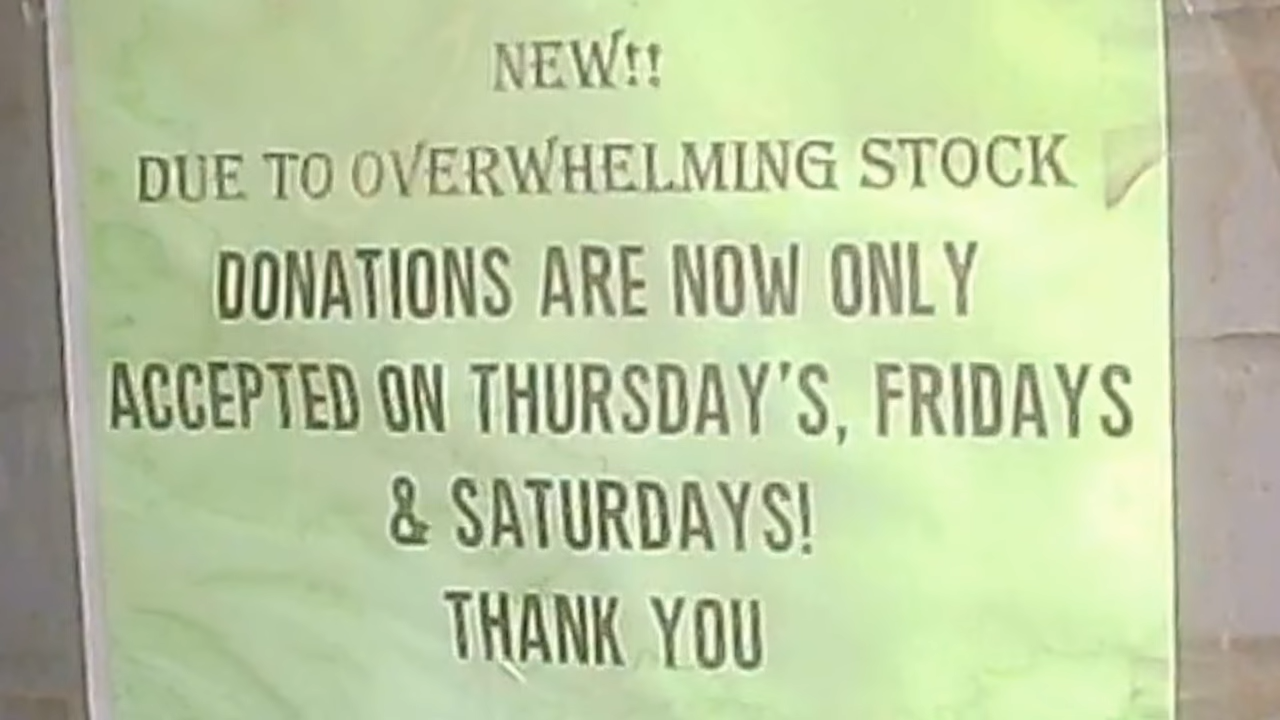 NEW!!
DUE TO OVERWHELMING STOCK
DONATIONS ARE NOW ONLY
ACCEPTED ON THURSDAY'S, FRIDAYS
& SATURDAYS!
THANK YOU